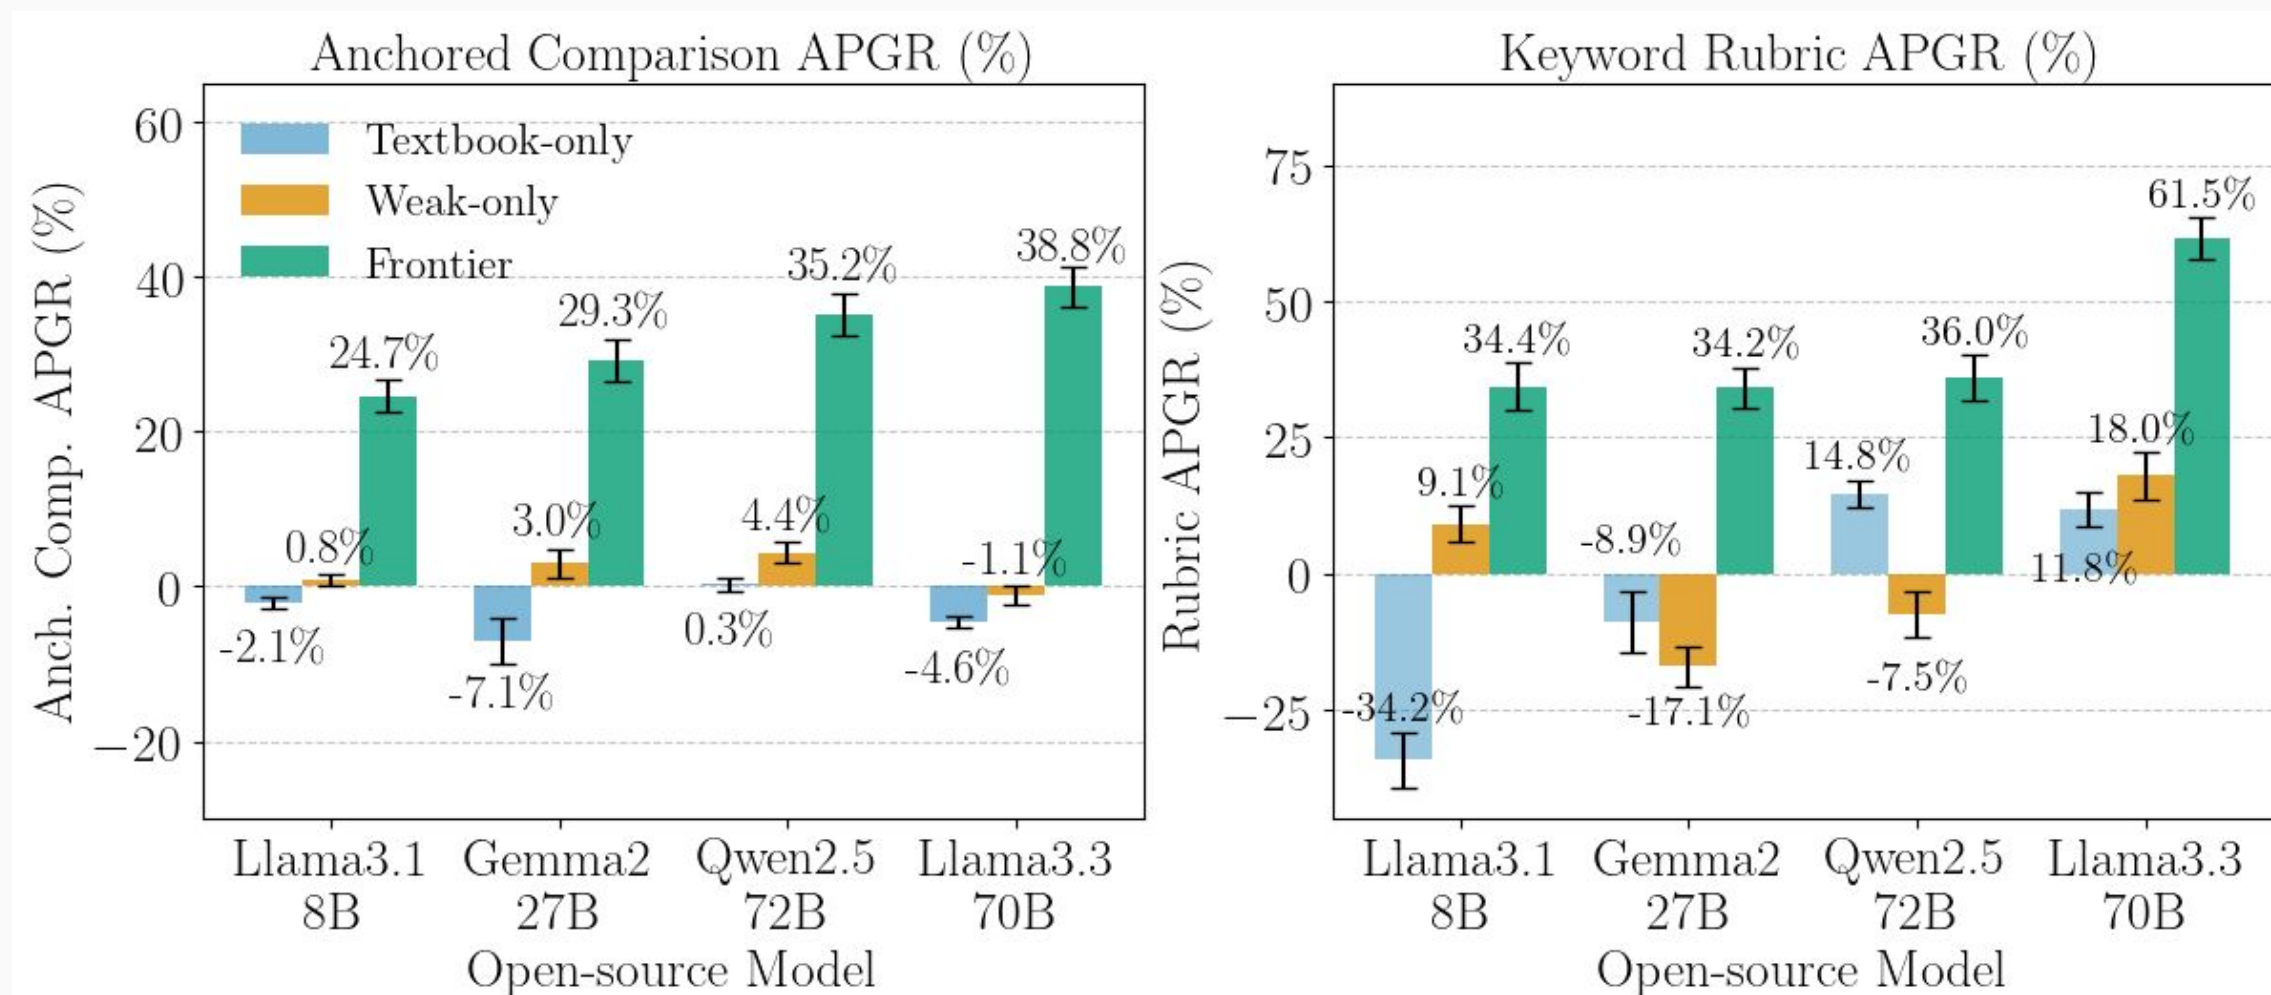 Anchored Comparison APGR (%)
Anch. Comp. APGR (%)
60
40
20
0
−20
Textbook-only
Weak-only
Frontier
-2.1%
0.8%
24.7%
-7.1%
3.0%
29.3%
0.3%
4.4%
35.2%
-4.6%
-1.1%
38.8%
Llama3.1
8B
Gemma2
27B
Qwen2.5
72B
Llama3.3
70B
Open-source Model
Keyword Rubric APGR (%)
Rubric APGR (%)
75
50
25
0
−25
-34.2%
9.1%
34.4%
-8.9%
-17.1%
34.2%
14.8%
-7.5%
36.0%
11.8%
18.0%
61.5%
Llama3.1
8B
Gemma2
27B
Qwen2.5
72B
Llama3.3
70B
Open-source Model